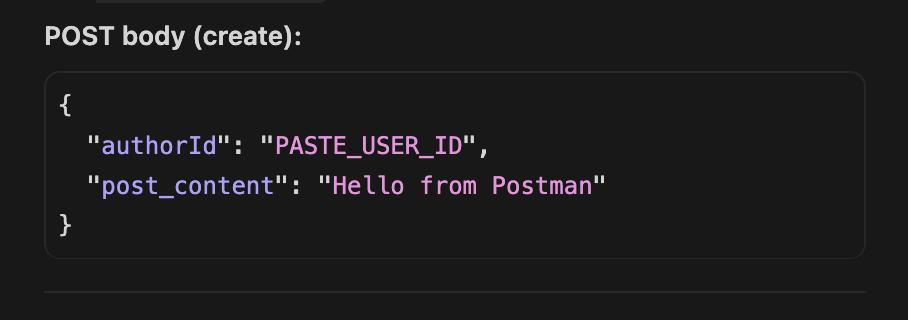 POST body (create):
{
"authorId": "PASTE_USER_ID",
"post_content": "Hello from Postman"
}